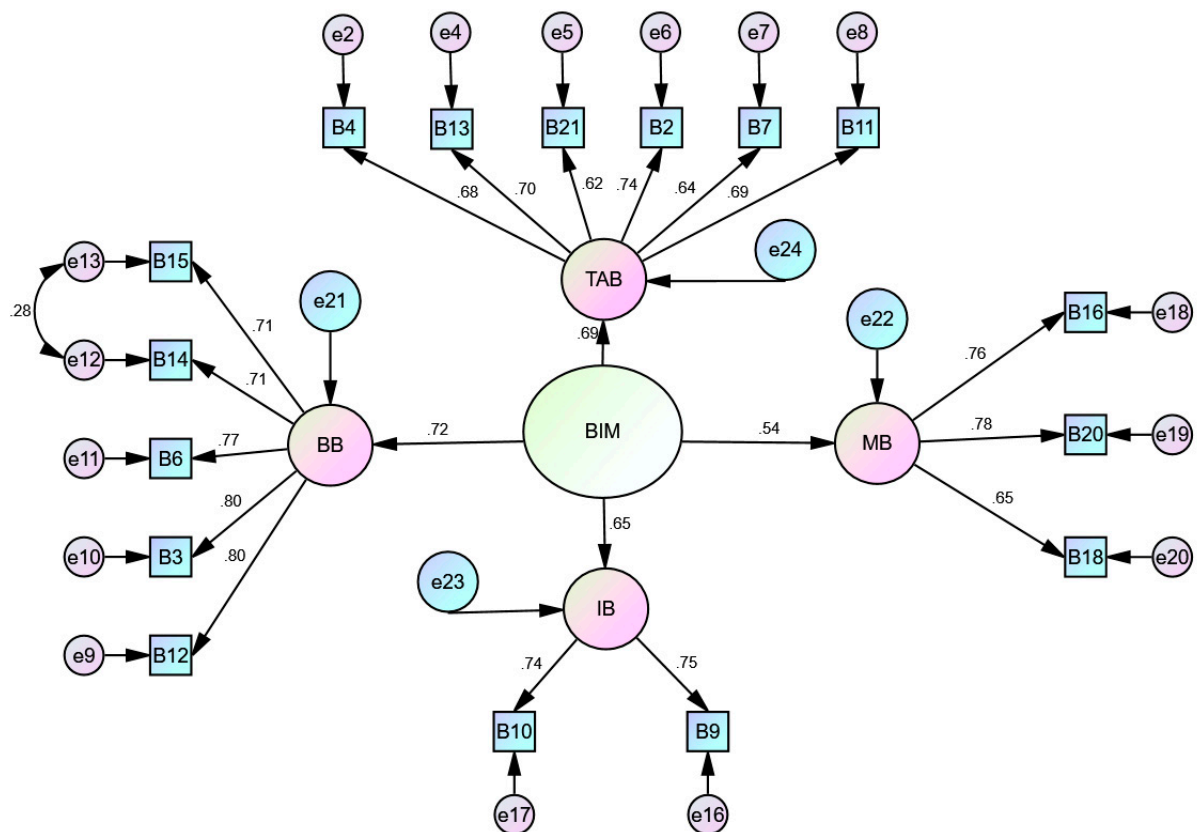 e2
e4
e5
e6
e7
e8
B4
B13
B21
B2
B7
B11
.68
.70
.62
.74
.64
.69
TAB
e24
.69
e13
B15
.28
e12
B14
e11
B6
e10
B3
e9
B12
.71
.71
.77
.80
.80
e21
BB
.72
BIM
.54
e22
MB
.76
.78
.65
B16
e18
B20
e19
B18
e20
.65
e23
IB
.74
.75
B10
B9
e17
e16